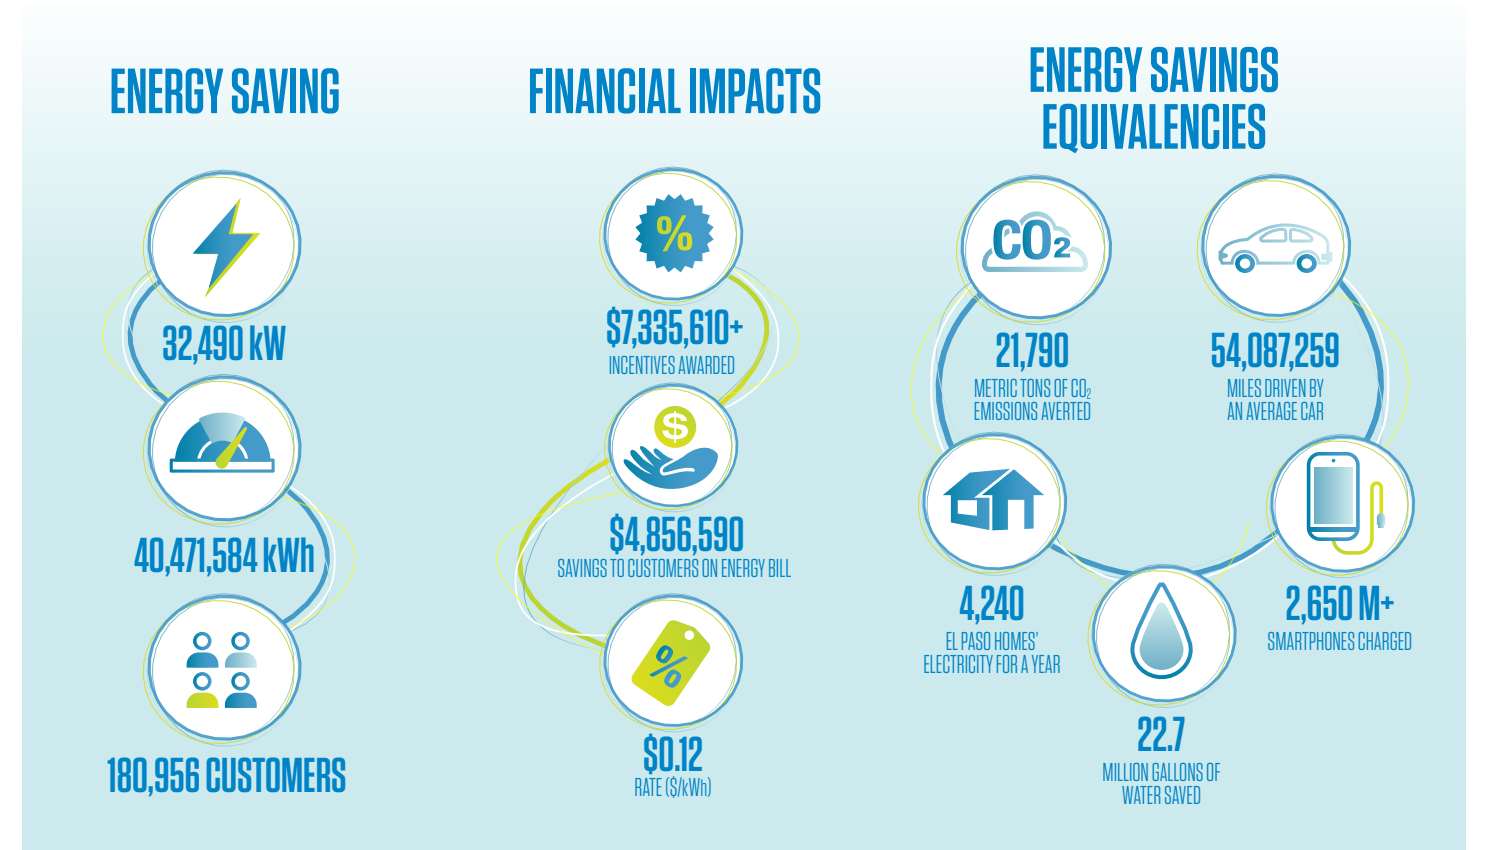 ENERGY SAVING
32,490 kW
40,471,584 kWh
180,956 CUSTOMERS
FINANCIAL IMPACTS
%
$7,335,610+
INCENTIVES AWARDED
$
$4,856,590
SAVINGS TO CUSTOMERS ON ENERGY BILL
%
$0.12
RATE ($/kWh)
ENERGY SAVINGS
EQUIVALENCIES
CO₂
21,790
METRIC TONS OF CO₂
EMISSIONS AVERTED
54,087,259
MILES DRIVEN BY
AN AVERAGE CAR
4,240
EL PASO HOMES'
ELECTRICITY FOR A YEAR
2,650 M+
SMARTPHONES CHARGED
22.7
MILLION GALLONS OF
WATER SAVED